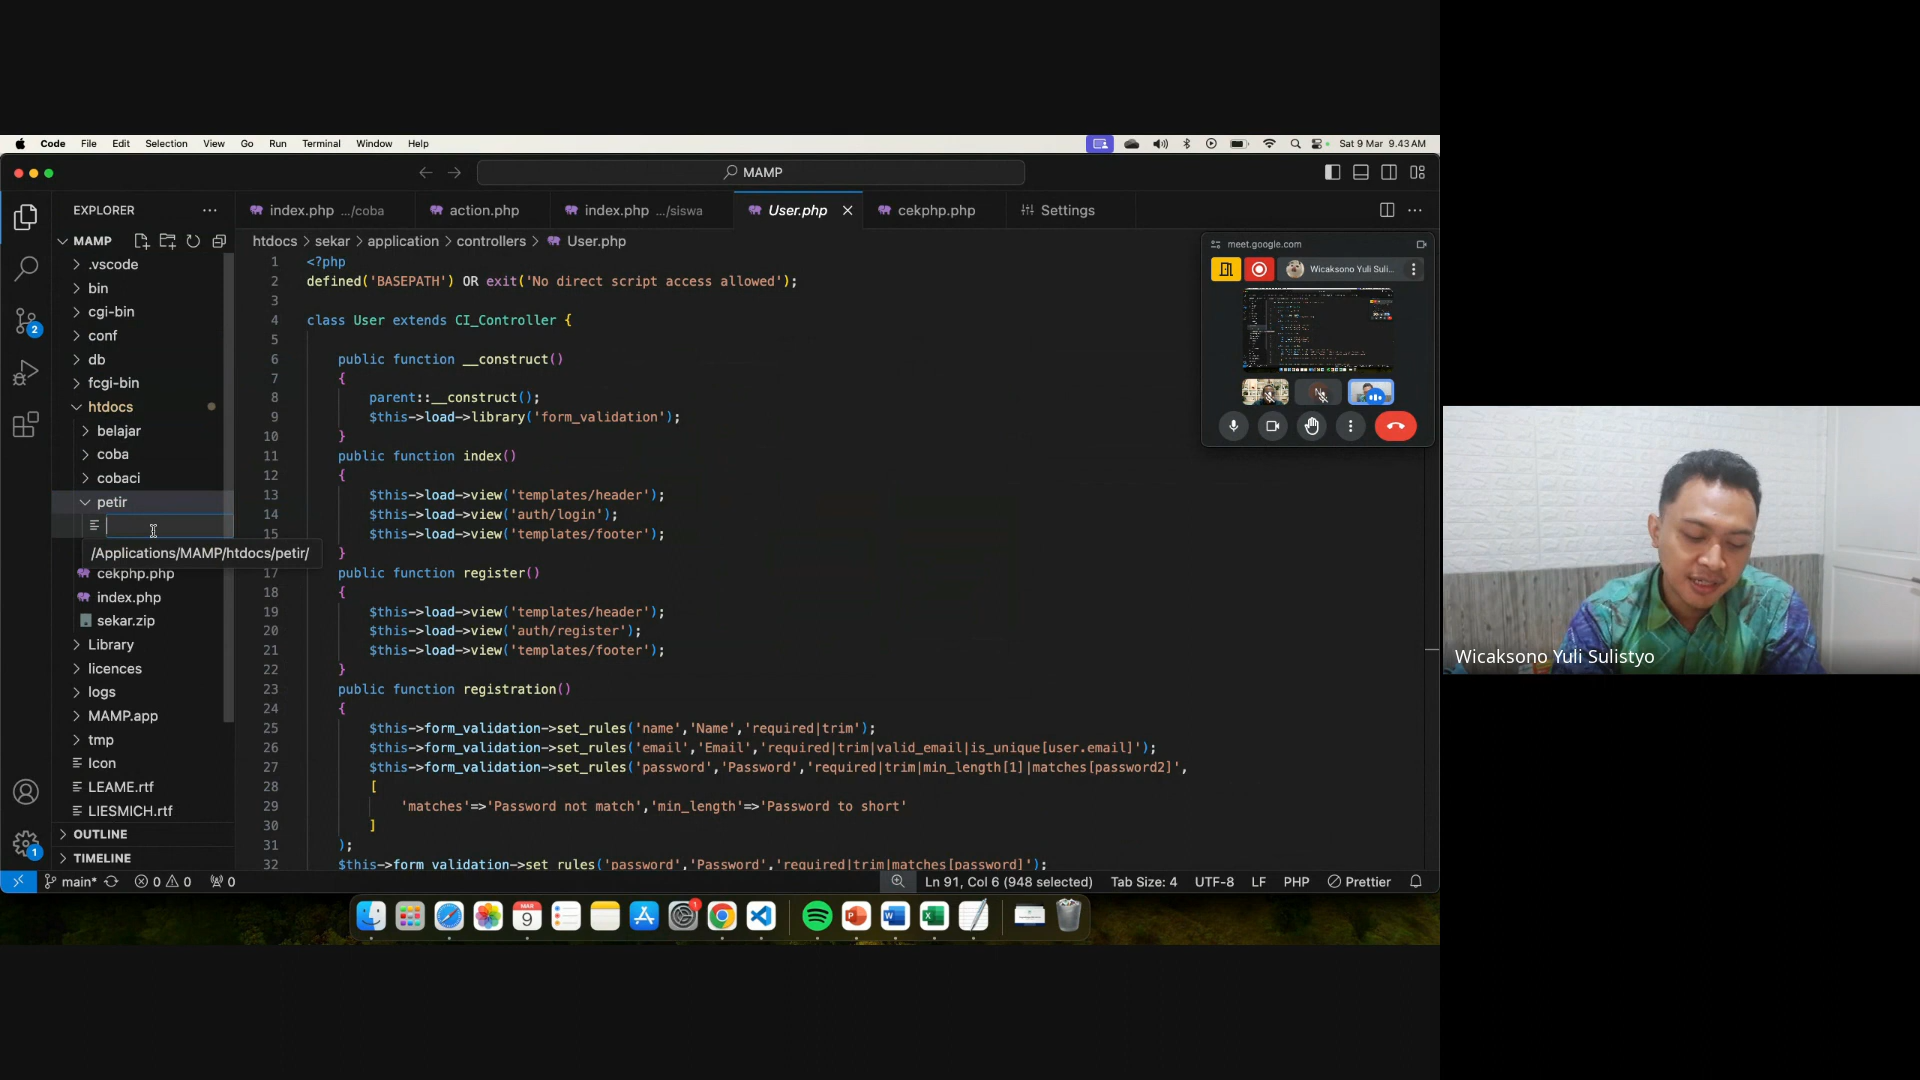 Code File Edit Selection View Go Run Terminal Window Help
Sat 9 Mar 9.43 AM
MAMP
EXPLORER
index.php .../coba
action.php
index.php .../siswa
User.php
cekphp.php
Settings
MAMP
htdocs > sekar > application > controllers > User.php
.vscode
bin
cgi-bin
conf
db
fcgi-bin
htdocs
belajar
coba
cobaci
petir
/Applications/MAMP/htdocs/petir/
cekphp.php
index.php
sekar.zip
Library
licences
logs
MAMP.app
tmp
Icon
LEAME.rtf
LIESMICH.rtf
OUTLINE
TIMELINE
1 <?php
2 defined('BASEPATH') OR exit('No direct script access allowed');
3
4 class User extends CI_Controller {
5
6 public function __construct()
7 {
8 parent::__construct();
9 $this->load->library('form_validation');
10 }
11 public function index()
12 {
13 $this->load->view('templates/header');
14 $this->load->view('auth/login');
15 $this->load->view('templates/footer');
}
17 public function register()
18 {
19 $this->load->view('templates/header');
20 $this->load->view('auth/register');
21 $this->load->view('templates/footer');
22 }
23 public function registration()
24 {
25 $this->form_validation->set_rules('name','Name','required|trim');
26 $this->form_validation->set_rules('email','Email','required|trim|valid_email|is_unique[user.email]');
27 $this->form_validation->set_rules('password','Password','required|trim|min_length[1]|matches[password2]',
28 [
29 'matches'=>'Password not match','min_length'=>'Password to short'
30 ]
31 );
32 $this->form_validation->set_rules('password','Password','required|trim|matches[password]');
meet.google.com
Wicaksono Yuli Suli...
2
1
main* 0 0 0
Ln 91, Col 6 (948 selected) Tab Size: 4 UTF-8 LF PHP Prettier
MAR
9
1
Wicaksono Yuli Sulistyo